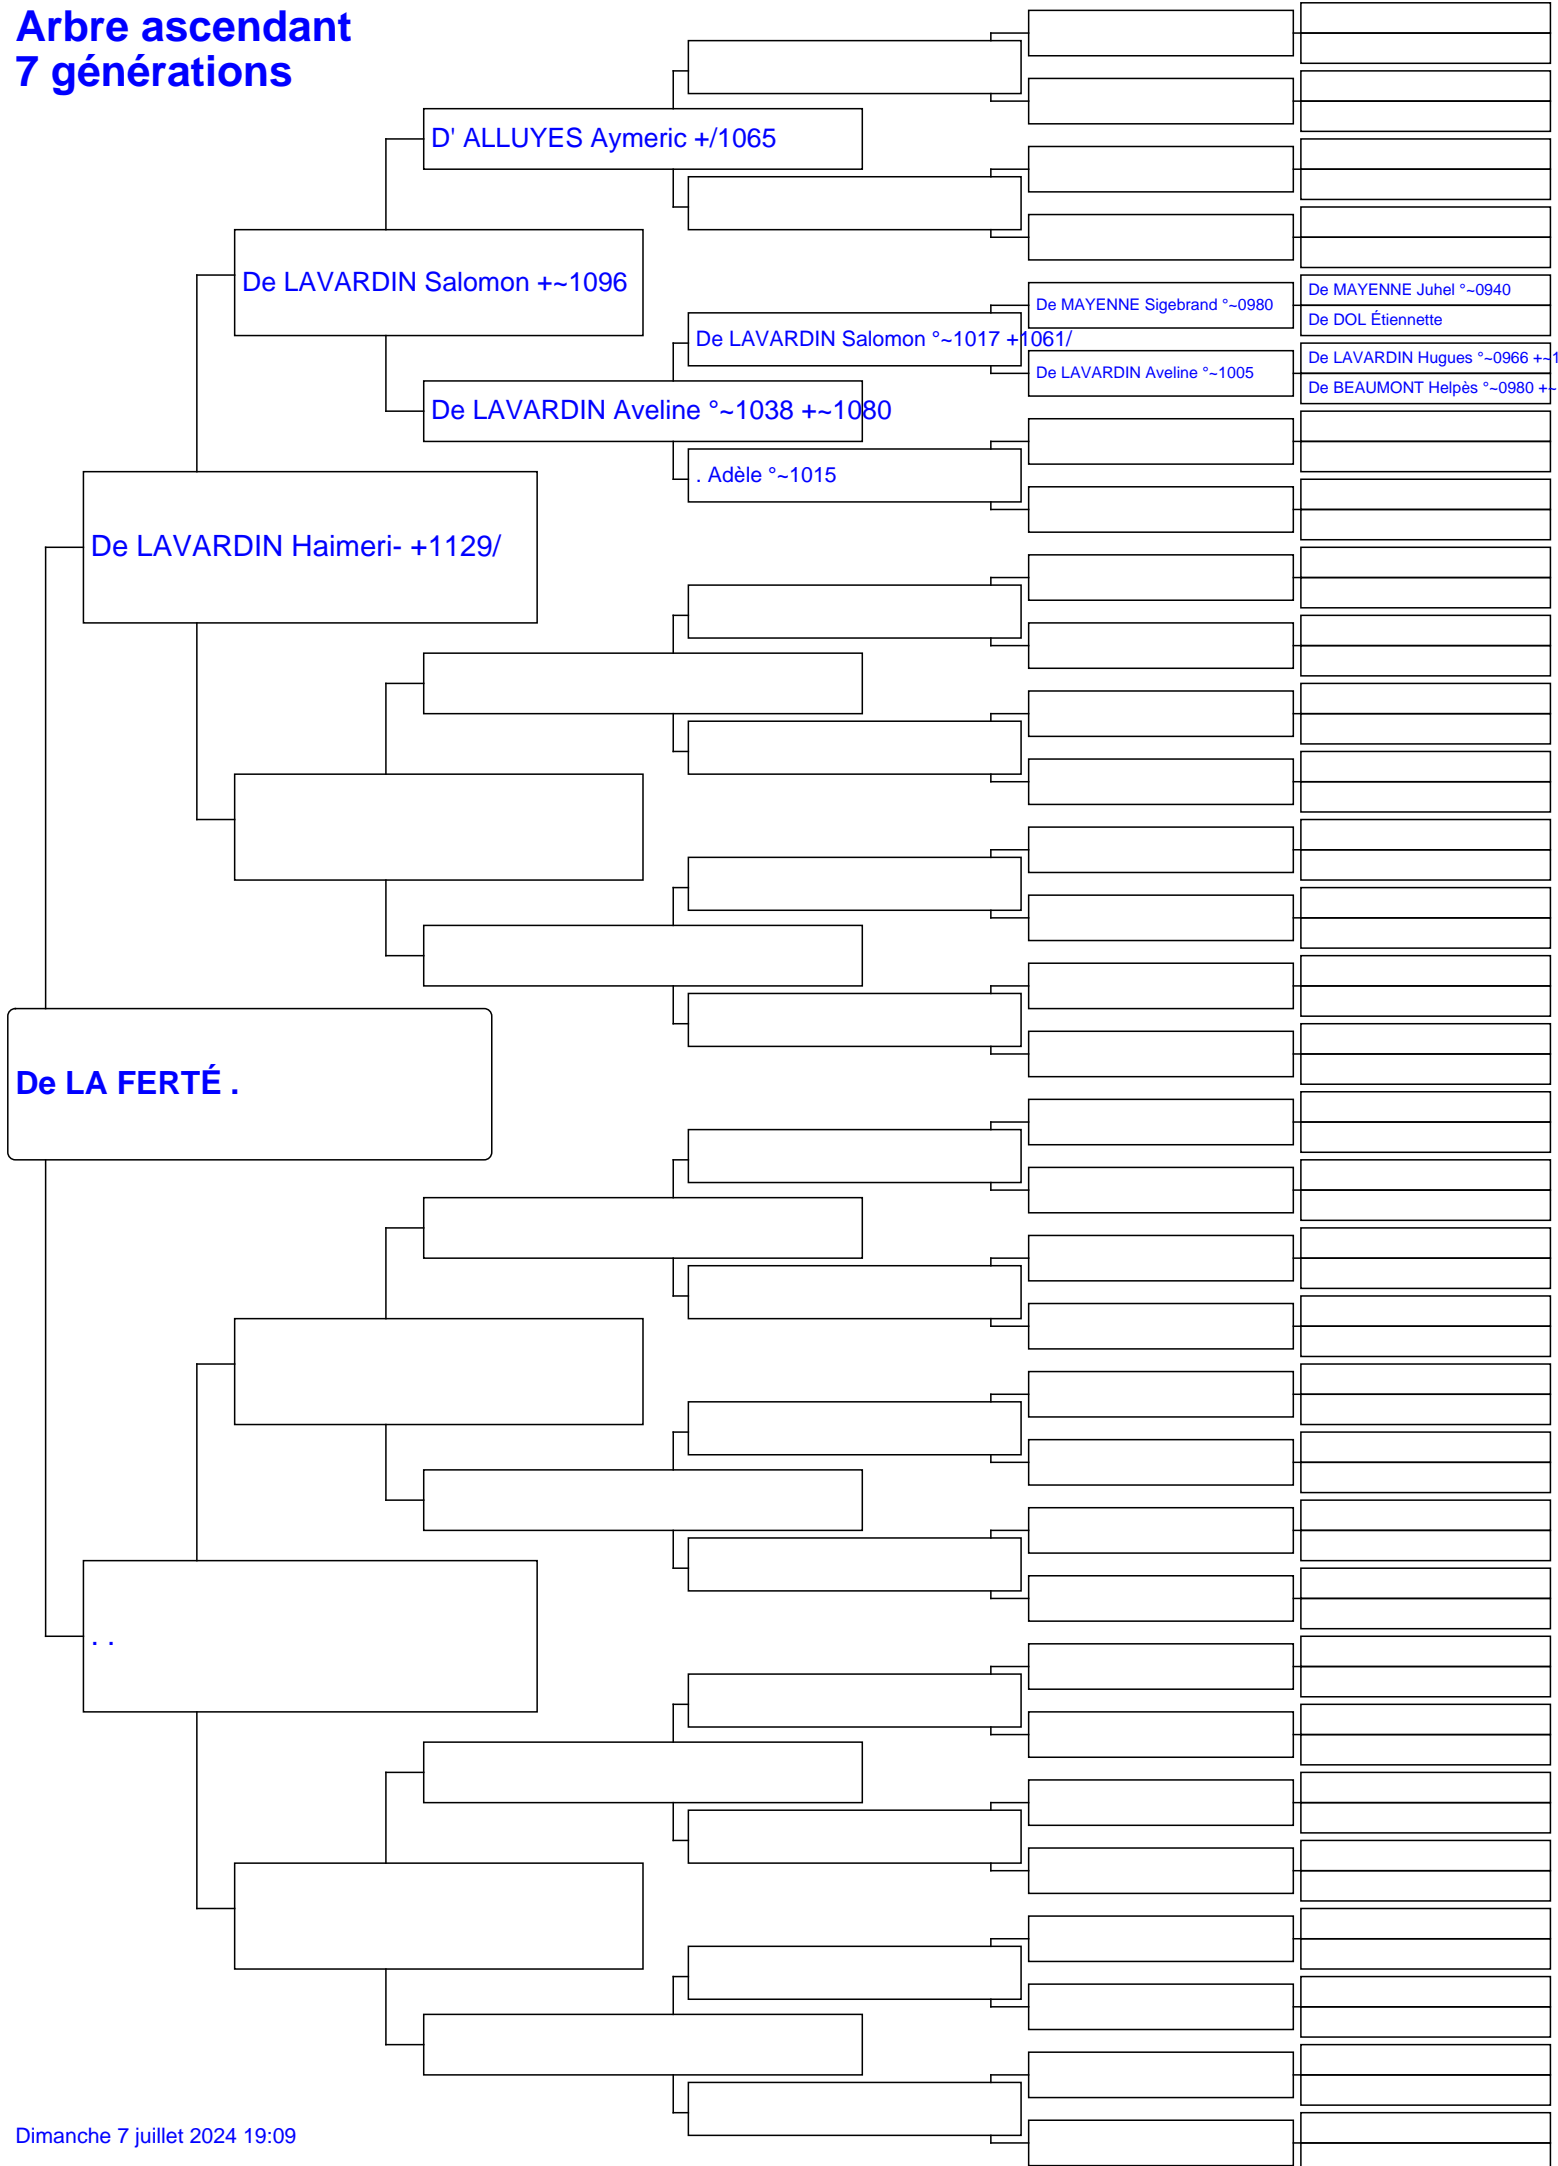 Arbre ascendant
7 générations
D' ALLUYES Aymeric +/1065
De LAVARDIN Salomon +~1096
De MAYENNE Juhel °~0940
De MAYENNE Sigebrand °~0980
De DOL Étiennette
De LAVARDIN Salomon °~1017 +1061/
De LAVARDIN Hugues °~0966 +~1
De LAVARDIN Aveline °~1005
De BEAUMONT Helpès °~0980 +~
De LAVARDIN Aveline °~1038 +~1080
. Adèle °~1015
De LAVARDIN Haimeri- +1129/
De LA FERTÉ .
. .
Dimanche 7 juillet 2024 19:09